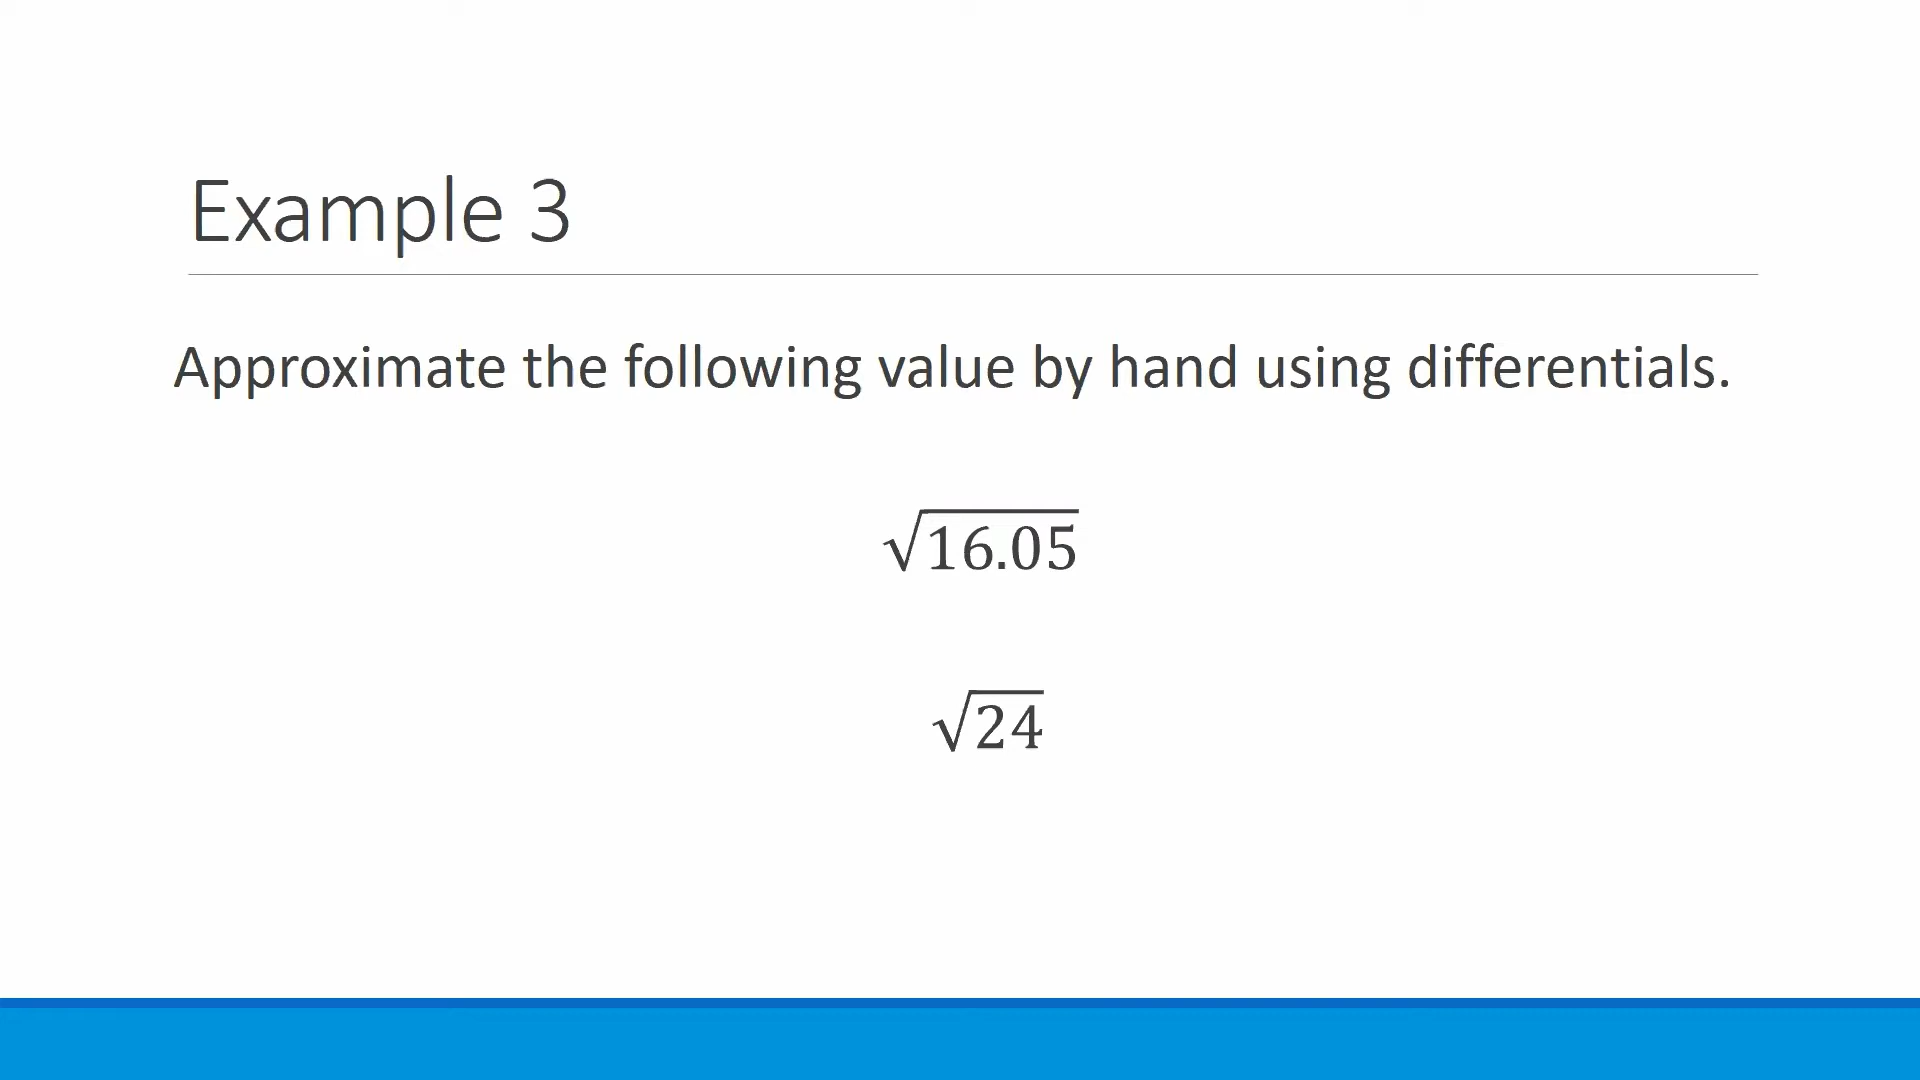 Example 3
Approximate the following value by hand using differentials.
√16.05
√24